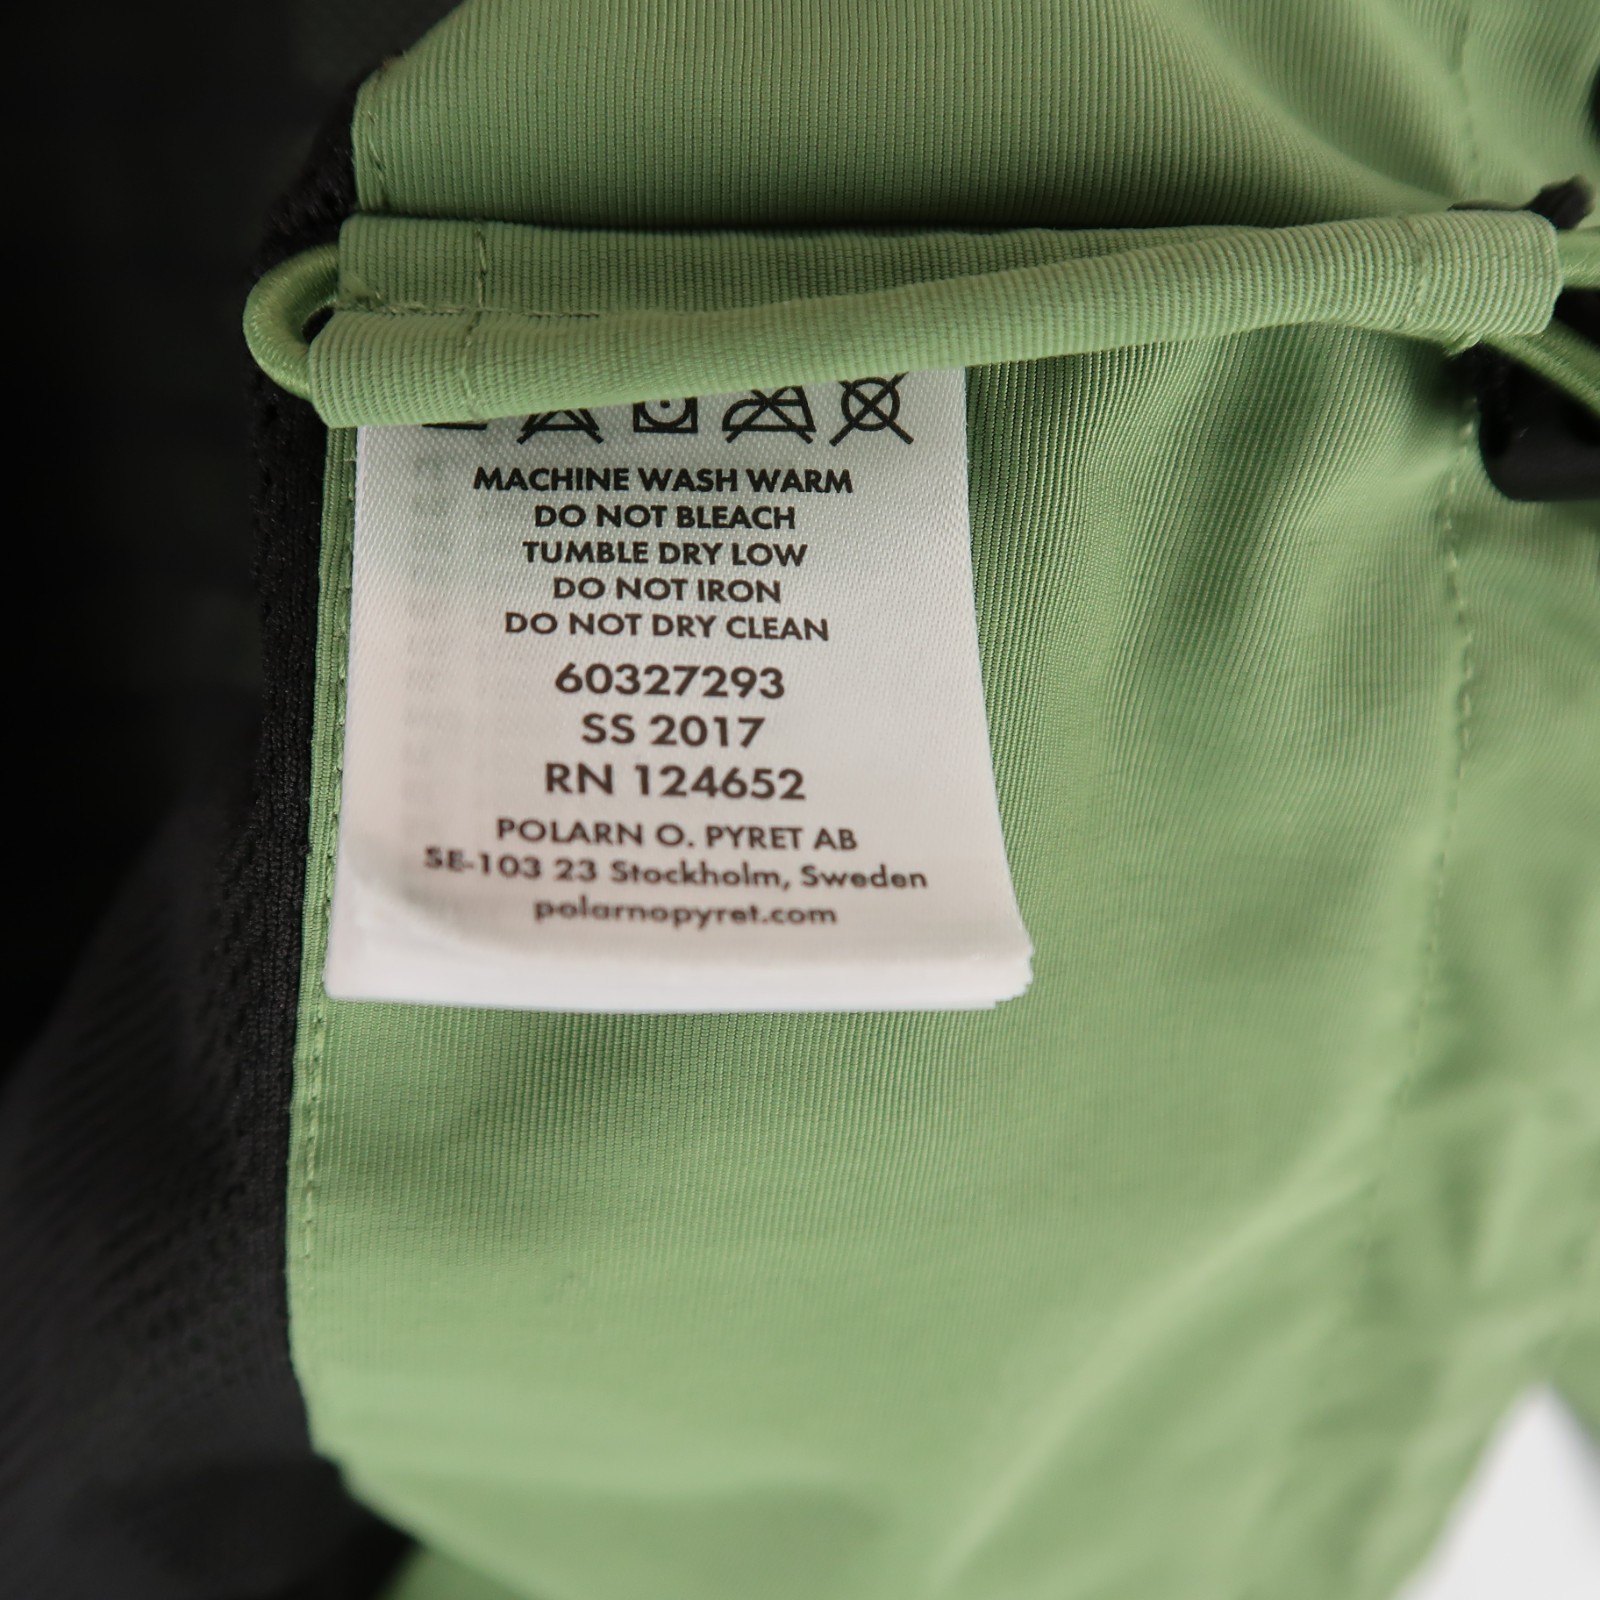 MACHINE WASH WARM
DO NOT BLEACH
TUMBLE DRY LOW
DO NOT IRON
DO NOT DRY CLEAN
60327293
SS 2017
RN 124652
POLARN O. PYRET AB
SE-103 23 Stockholm, Sweden
polarnopyret.com